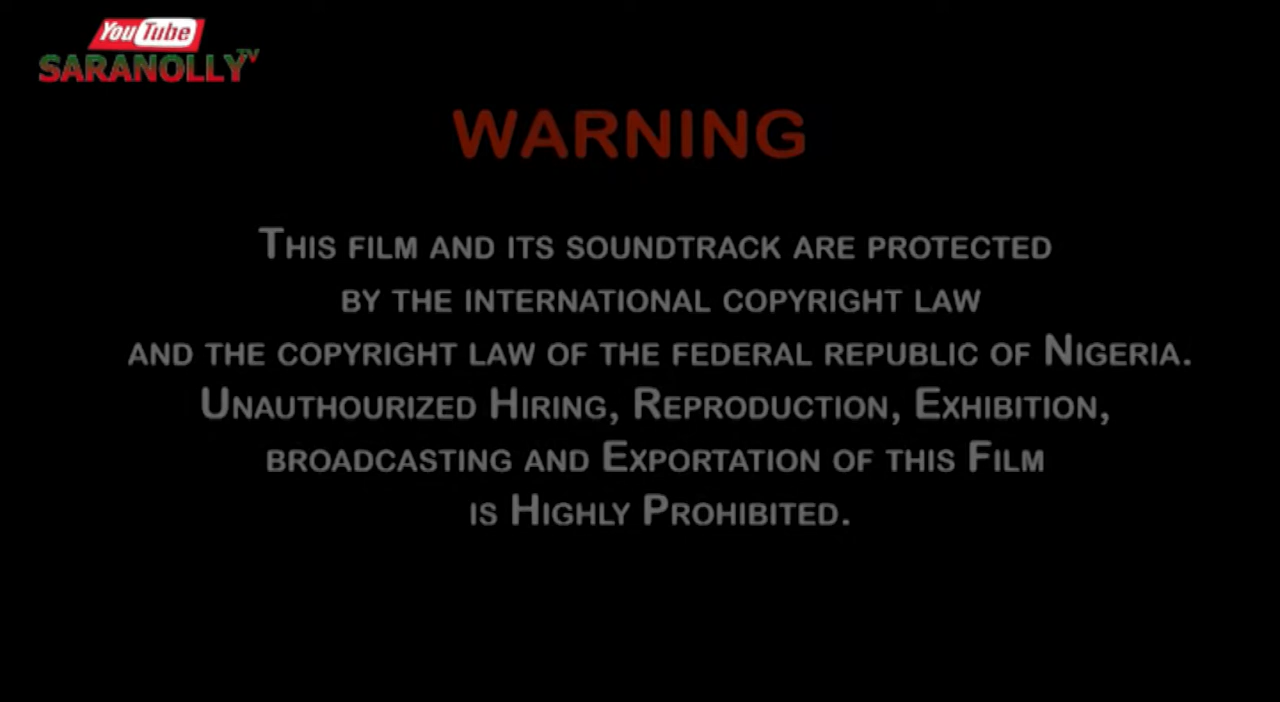 YouTube
SARANOLLY TV
WARNING
THIS FILM AND ITS SOUNDTRACK ARE PROTECTED
BY THE INTERNATIONAL COPYRIGHT LAW
AND THE COPYRIGHT LAW OF THE FEDERAL REPUBLIC OF NIGERIA.
UNAUTHOURIZED HIRING, REPRODUCTION, EXHIBITION,
BROADCASTING AND EXPORTATION OF THIS FILM
IS HIGHLY PROHIBITED.